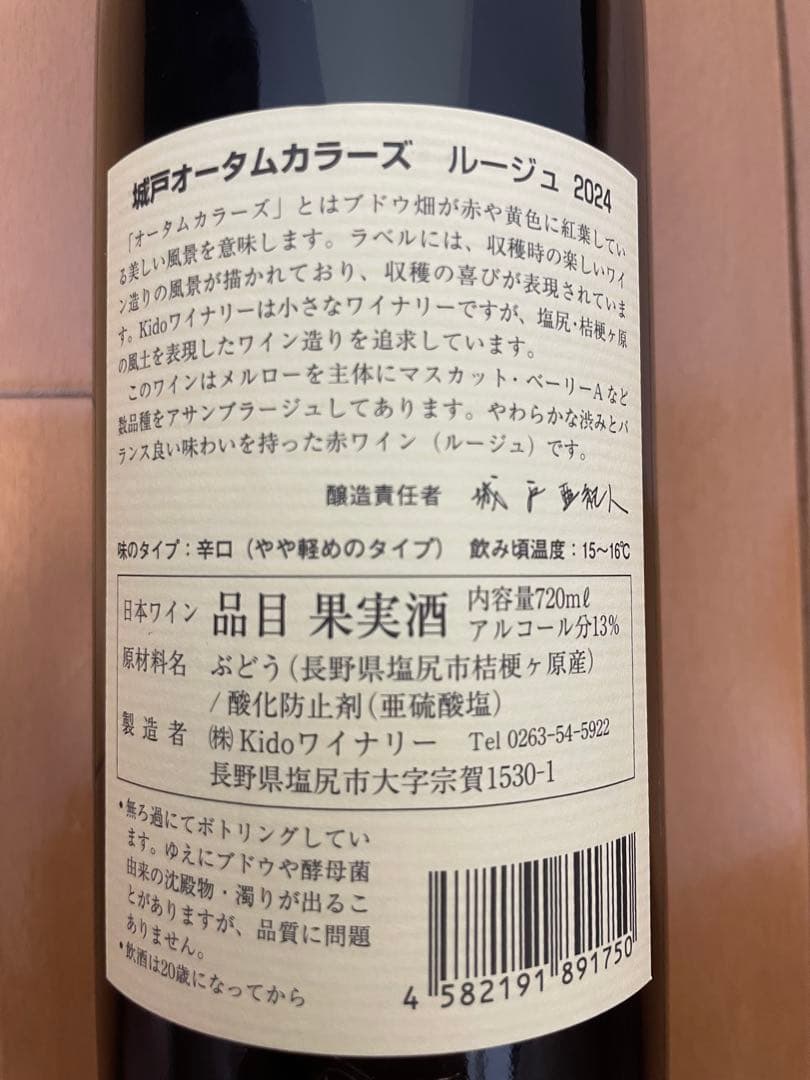 城戸オータムカラーズ　ルージュ 2024
「オータムカラーズ」とはブドウ畑が赤や黄色に紅葉してい
る美しい風景を意味します。ラベルには、収穫時の楽しいワイ
ン造りの風景が描かれており、収穫の喜びが表現されていま
す。Kidoワイナリーは小さなワイナリーですが、塩尻・桔梗ヶ原
の風土を表現したワイン造りを追求しています。
このワインはメルローを主体にマスカット・ベーリーAなど
数品種をアサンブラージュしてあります。やわらかな渋みとバ
ランス良い味わいを持った赤ワイン（ルージュ）です。
醸造責任者 城戸亜紀人
味のタイプ：辛口（やや軽めのタイプ） 飲み頃温度：15～16℃
日本ワイン 品目 果実酒 内容量720mℓ
アルコール分13%
原材料名 ぶどう(長野県塩尻市桔梗ヶ原産)
/酸化防止剤(亜硫酸塩)
製造者 ㈱Kidoワイナリー Tel 0263-54-5922
長野県塩尻市大字宗賀1530-1
・無ろ過にてボトリングしてい
ます。ゆえにブドウや酵母菌
由来の沈殿物・濁りが出るこ
とがありますが、品質に問題
ありません。
・飲酒は20歳になってから
4 582191 891750